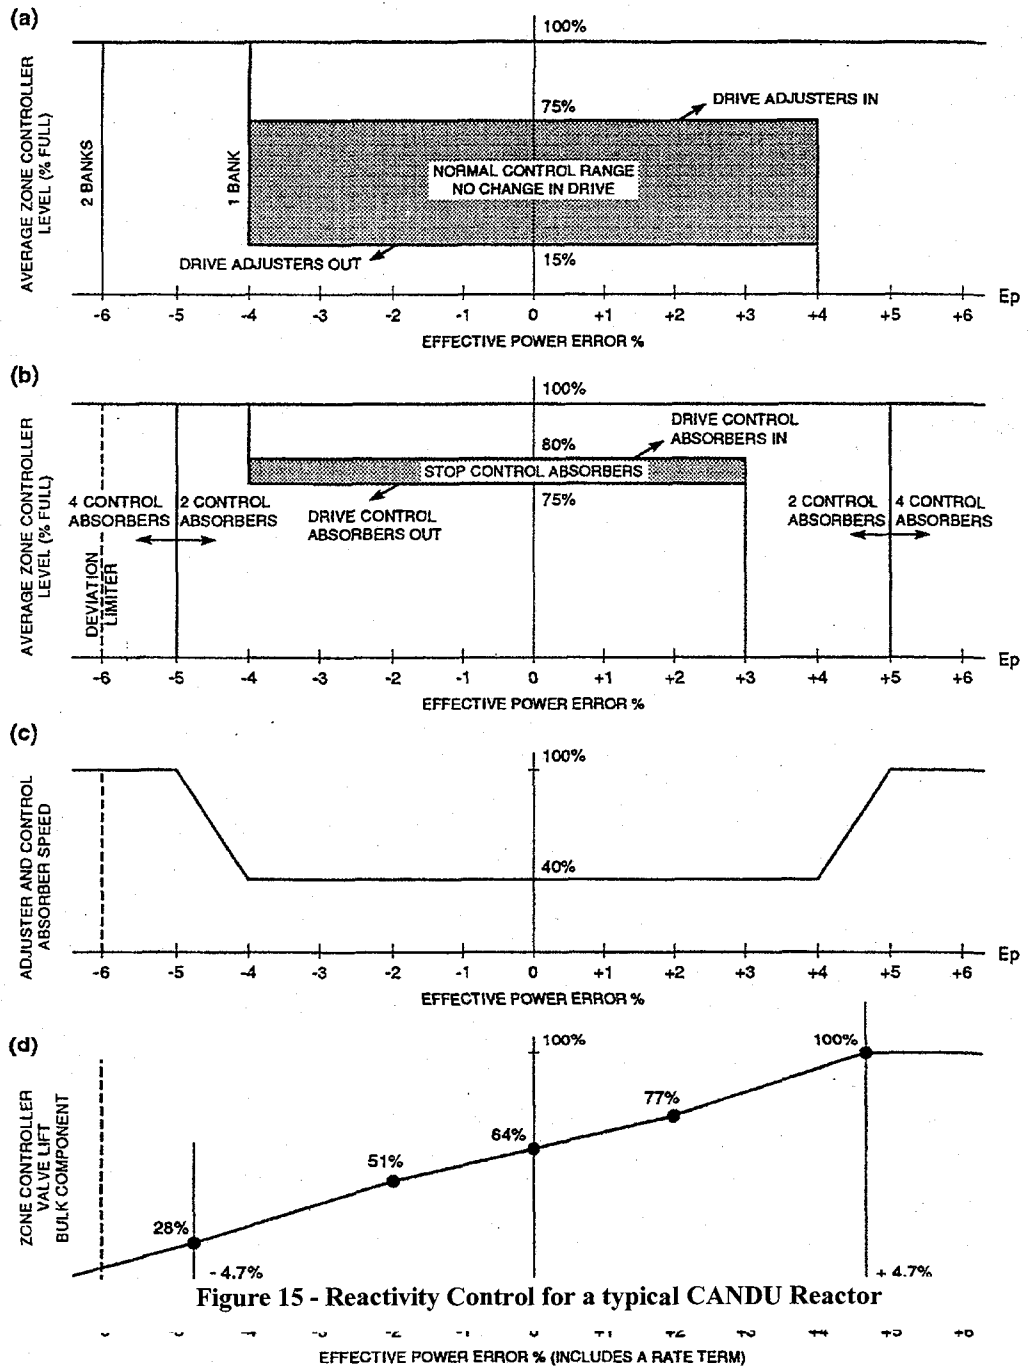 (a)
100%
AVERAGE ZONE CONTROLLER
LEVEL (% FULL)
2 BANKS
1 BANK
75%
DRIVE ADJUSTERS IN
NORMAL CONTROL RANGE
NO CHANGE IN DRIVE
DRIVE ADJUSTERS OUT
15%
Ep
-6 -5 -4 -3 -2 -1 0 +1 +2 +3 +4 +5 +6
EFFECTIVE POWER ERROR %
(b)
100%
AVERAGE ZONE CONTROLLER
LEVEL (% FULL)
DRIVE CONTROL
ABSORBERS IN
80%
STOP CONTROL ABSORBERS
75%
4 CONTROL
ABSORBERS
2 CONTROL
ABSORBERS
DRIVE CONTROL
ABSORBERS OUT
2 CONTROL
ABSORBERS
4 CONTROL
ABSORBERS
DEVIATION
LIMITER
Ep
-6 -5 -4 -3 -2 -1 0 +1 +2 +3 +4 +5 +6
EFFECTIVE POWER ERROR %
(c)
100%
ADJUSTER AND CONTROL
ABSORBER SPEED
40%
Ep
-6 -5 -4 -3 -2 -1 0 +1 +2 +3 +4 +5 +6
EFFECTIVE POWER ERROR %
(d)
100%
100%
ZONE CONTROLLER
VALVE LIFT
BULK COMPONENT
77%
64%
51%
28%
- 4.7%
+ 4.7%
Figure 15 - Reactivity Control for a typical CANDU Reactor
EFFECTIVE POWER ERROR % (INCLUDES A RATE TERM)